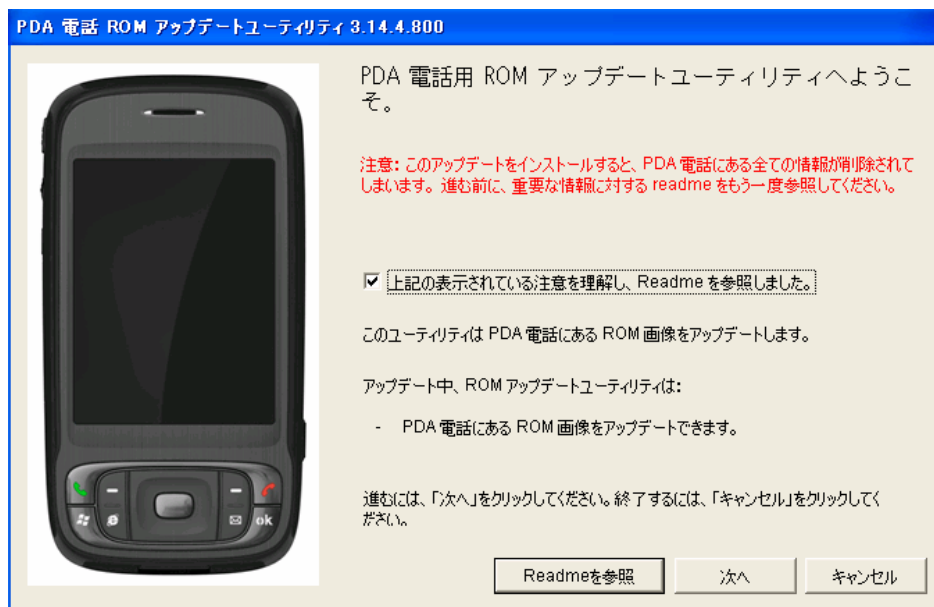 PDA 電話 ROM アップデートユーティリティ 3.14.4.800
PDA 電話用 ROM アップデートユーティリティへようこ
そ。
注意: このアップデートをインストールすると、PDA 電話にある全ての情報が削除されて
しまいます。進む前に、重要な情報に対する readme をもう一度参照してください。
上記の表示されている注意を理解し、Readme を参照しました。
このユーティリティは PDA 電話にある ROM 画像をアップデートします。
アップデート中、ROM アップデートユーティリティは:
- PDA 電話にある ROM 画像をアップデートできます。
進むには、「次へ」をクリックしてください。終了するには、「キャンセル」をクリックしてく
ださい。
ok
Readmeを参照 次へ キャンセル